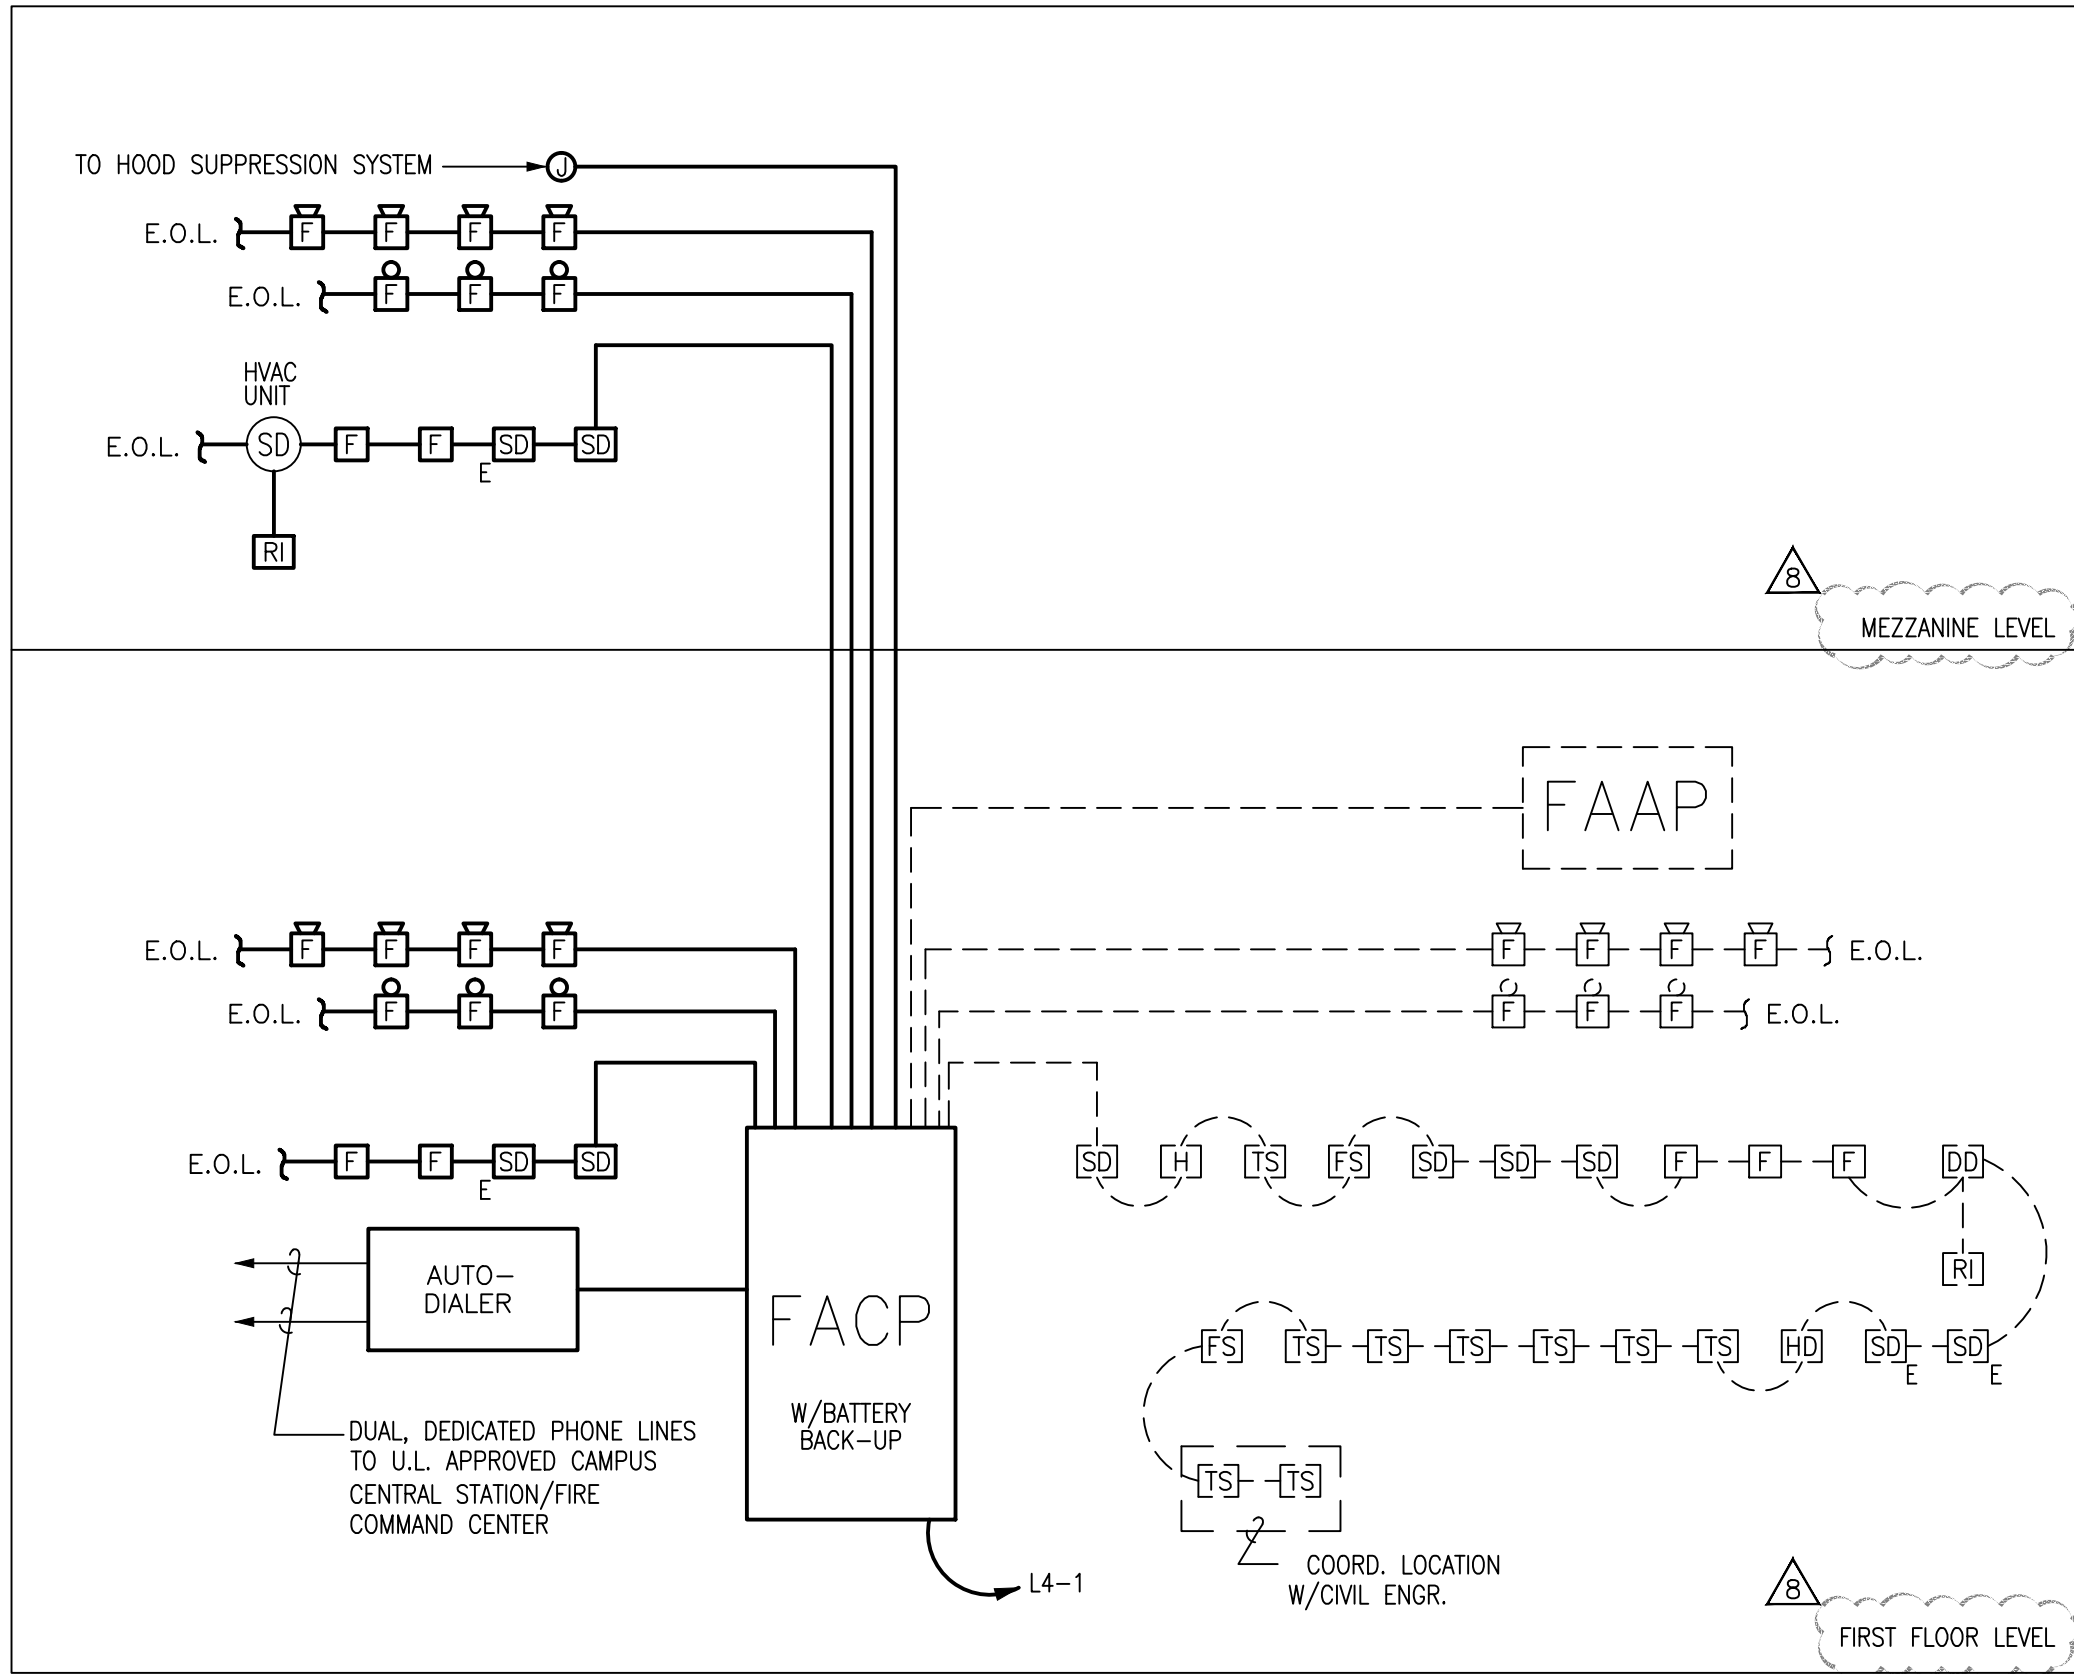 TO HOOD SUPPRESSION SYSTEM J
E.O.L. F F F F
E.O.L. F F F
HVAC
UNIT
E.O.L. SD F F SD SD
E
RI
8
MEZZANINE LEVEL
FAAP
E.O.L. F F F F
F F F F E.O.L.
E.O.L. F F F
F F F E.O.L.
E.O.L. F F SD SD
E
SD H TS FS SD SD SD F F F DD
RI
AUTO-
DIALER
FACP
W/BATTERY
BACK-UP
FS TS TS TS TS TS TS HD SD SD
E E
DUAL, DEDICATED PHONE LINES
TO U.L. APPROVED CAMPUS
CENTRAL STATION/FIRE
COMMAND CENTER
TS TS
COORD. LOCATION
W/CIVIL ENGR.
L4-1
8
FIRST FLOOR LEVEL